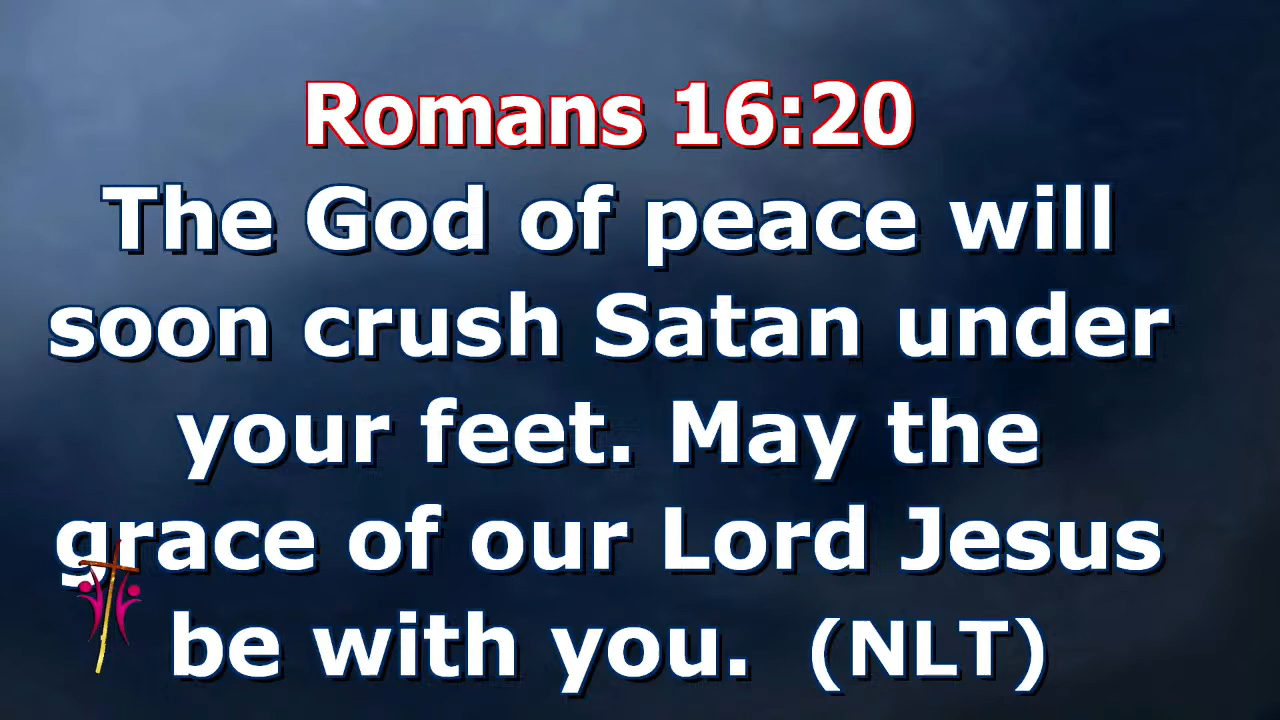 Romans 16:20
The God of peace will
soon crush Satan under
your feet. May the
grace of our Lord Jesus
be with you. (NLT)